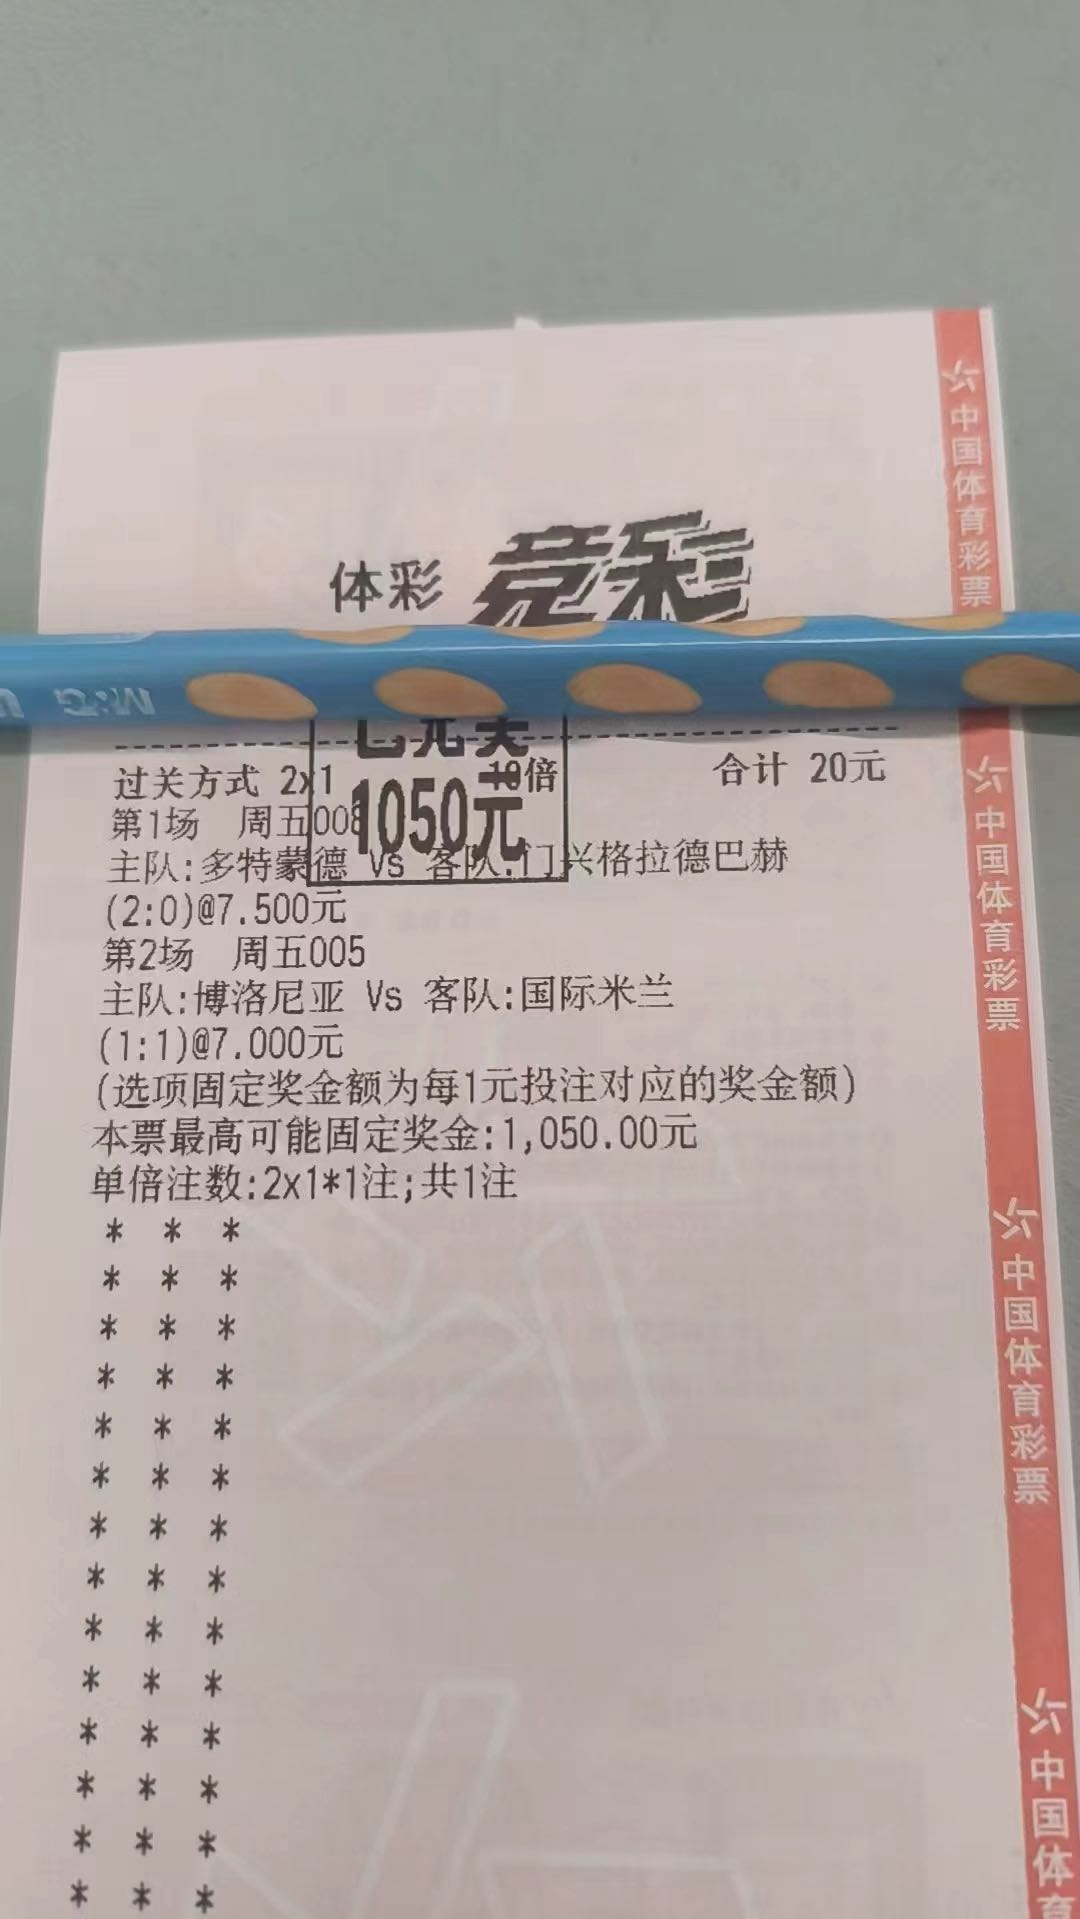 体彩 竞彩
已兑奖
1050元
过关方式 2x1 10倍 合计 20元
第1场 周五008
主队:多特蒙德 Vs 客队:门兴格拉德巴赫
(2:0)@7.500元
第2场 周五005
主队:博洛尼亚 Vs 客队:国际米兰
(1:1)@7.000元
(选项固定奖金额为每1元投注对应的奖金额)
本票最高可能固定奖金:1,050.00元
单倍注数:2x1*1注;共1注
* * *
* * *
* * *
* * *
* * *
* * *
* * *
* * *
* * *
* * *
* * *
* * *
* * *
* * *
中国体育彩票
中国体育彩票
中国体育彩票
中国体育
M&G